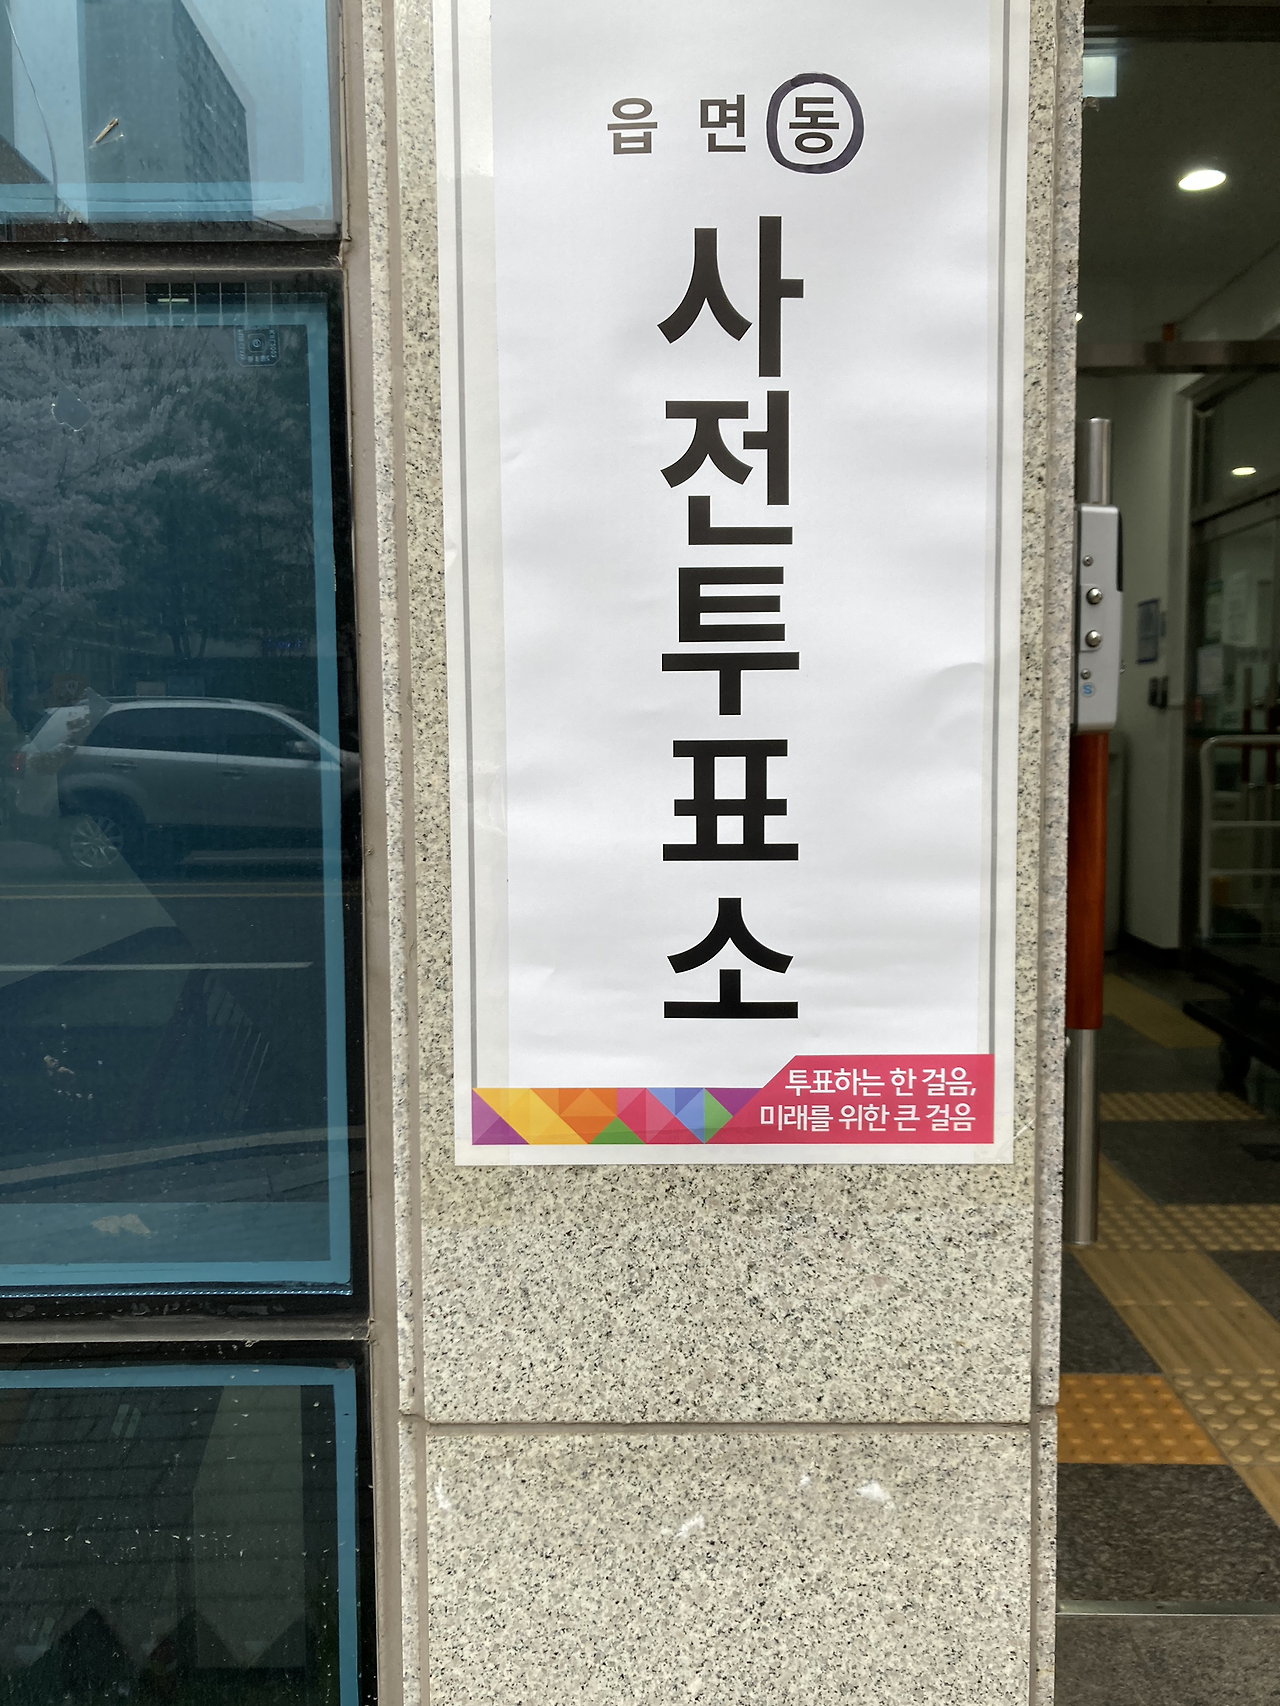 읍 면 동
사전투표소
투표하는 한 걸음,
미래를 위한 큰 걸음